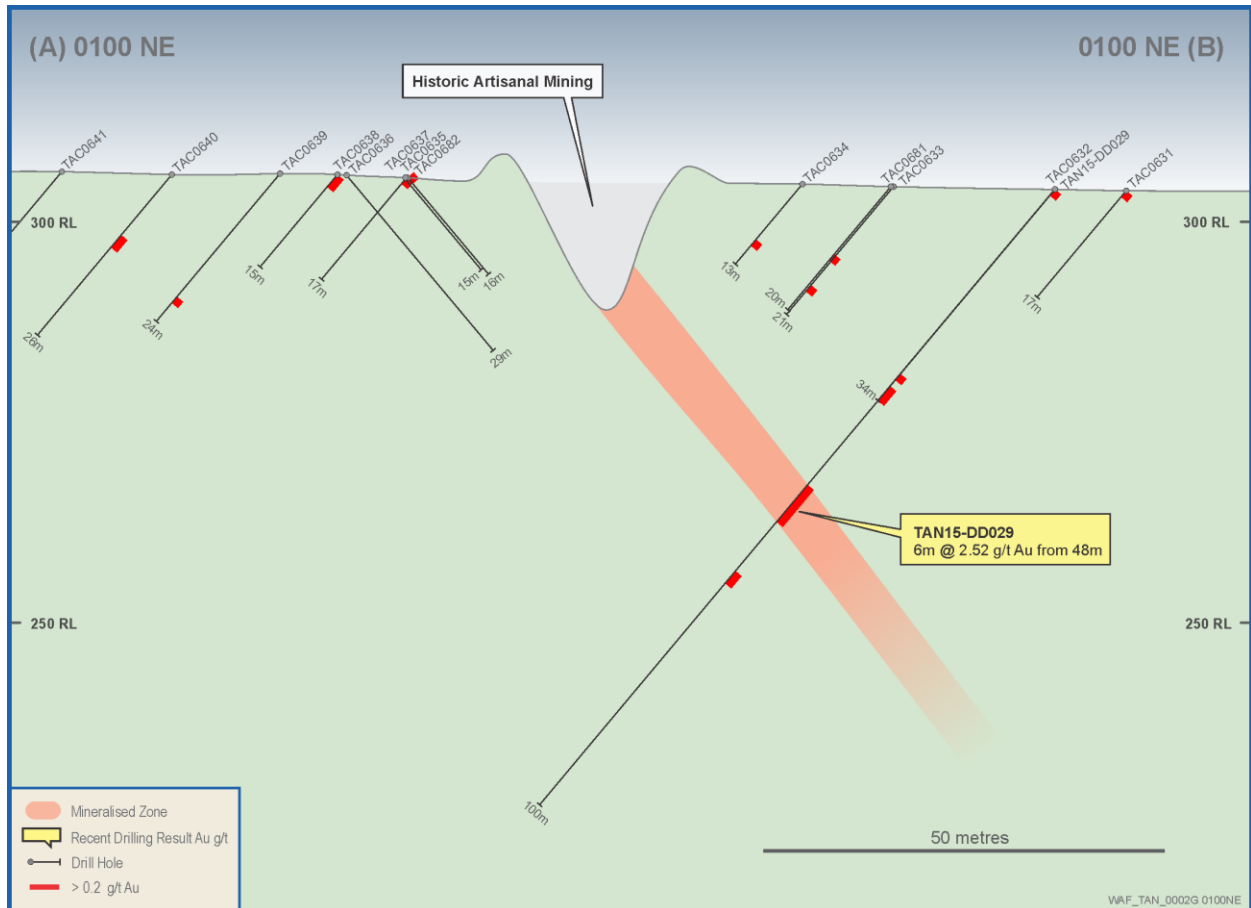 (A) 0100 NE
0100 NE (B)
Historic Artisanal Mining
TAC0641
TAC0640
TAC0639
TAC0638
TAC0636
TAC0637
TAC0635
TAC0682
TAC0634
TAC0681
TAC0633
TAC0632
TAN15-DD029
TAC0631
300 RL
300 RL
26m
24m
15m
17m
15m
16m
29m
13m
20m
21m
34m
17m
TAN15-DD029
6m @ 2.52 g/t Au from 48m
250 RL
250 RL
100m
50 metres
Mineralised Zone
Recent Drilling Result Au g/t
Drill Hole
> 0.2 g/t Au
WAF_TAN_0002G 0100NE